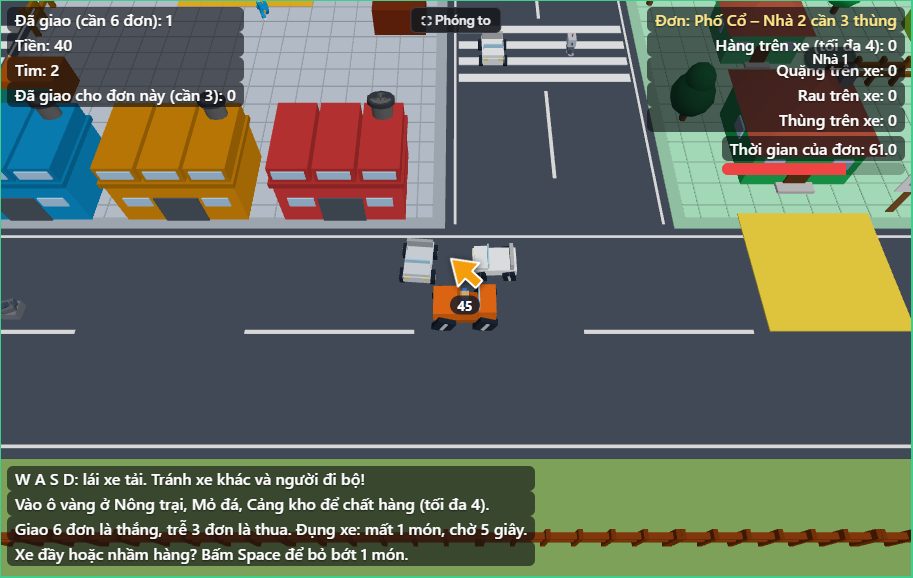 Đã giao (cần 6 đơn): 1
Tiền: 40
Tim: 2
Đã giao cho đơn này (cần 3): 0
Phóng to
Đơn: Phố Cổ – Nhà 2 cần 3 thùng
Hàng trên xe (tối đa 4): 0
Nhà 1
Quặng trên xe: 0
Rau trên xe: 0
Thùng trên xe: 0
Thời gian của đơn: 61.0
45
W A S D: lái xe tải. Tránh xe khác và người đi bộ!
Vào ô vàng ở Nông trại, Mỏ đá, Cảng kho để chất hàng (tối đa 4).
Giao 6 đơn là thắng, trễ 3 đơn là thua. Đụng xe: mất 1 món, chờ 5 giây.
Xe đầy hoặc nhầm hàng? Bấm Space để bỏ bớt 1 món.